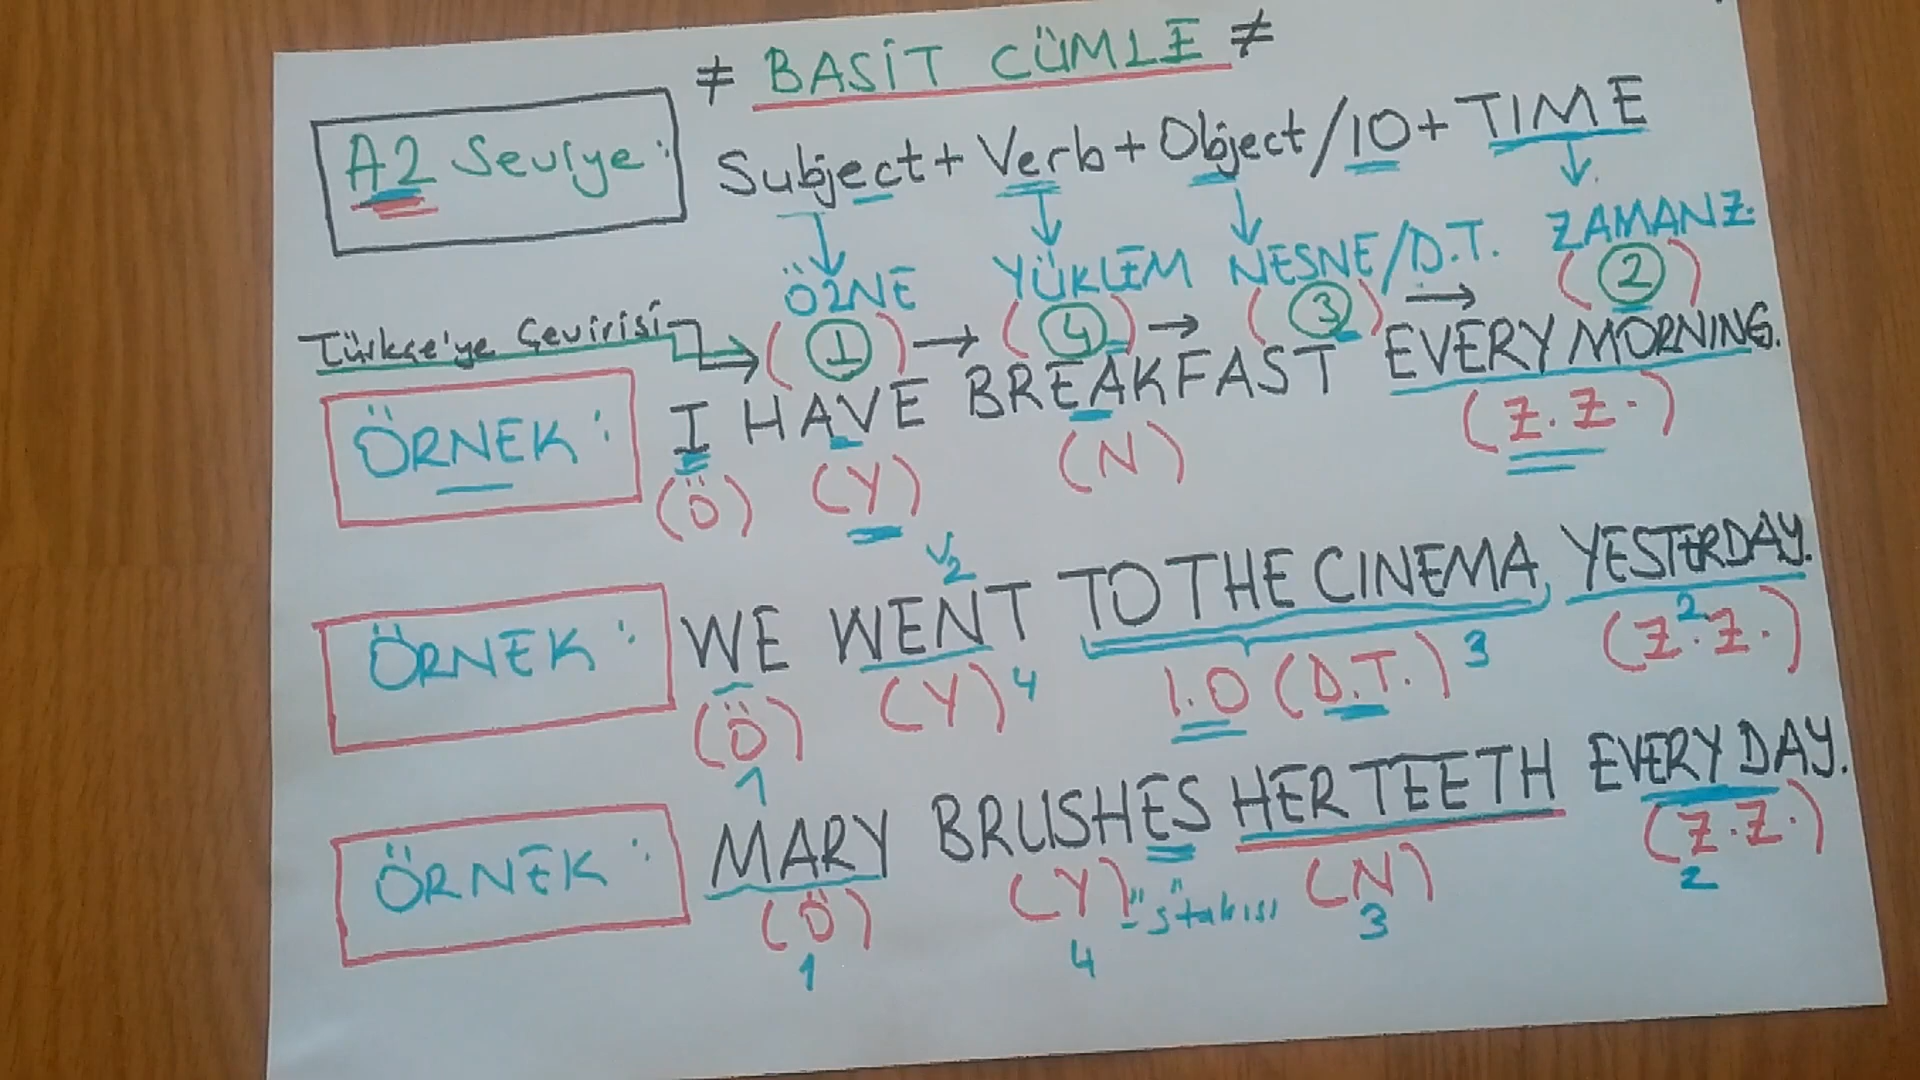 ≠ BASİT CÜMLE ≠
A2 Seviye: Subject + Verb + Object / IO + TIME
ÖZNE YÜKLEM NESNE/D.T. ZAMAN Z.
Türkçe'ye Çevirisi (1) → (4) → (3) → (2)
ÖRNEK: I HAVE BREAKFAST EVERY MORNING.
(Ö) (Y) (N) (Z.Z.)
V2
ÖRNEK: WE WENT TO THE CINEMA YESTERDAY.
(Ö) (Y) 4 I.O (D.T.) 3 (Z.Z.) 2
1
ÖRNEK: MARY BRUSHES HER TEETH EVERY DAY.
(Ö) (Y) "s" takısı (N) (Z.Z.)
1 4 3 2